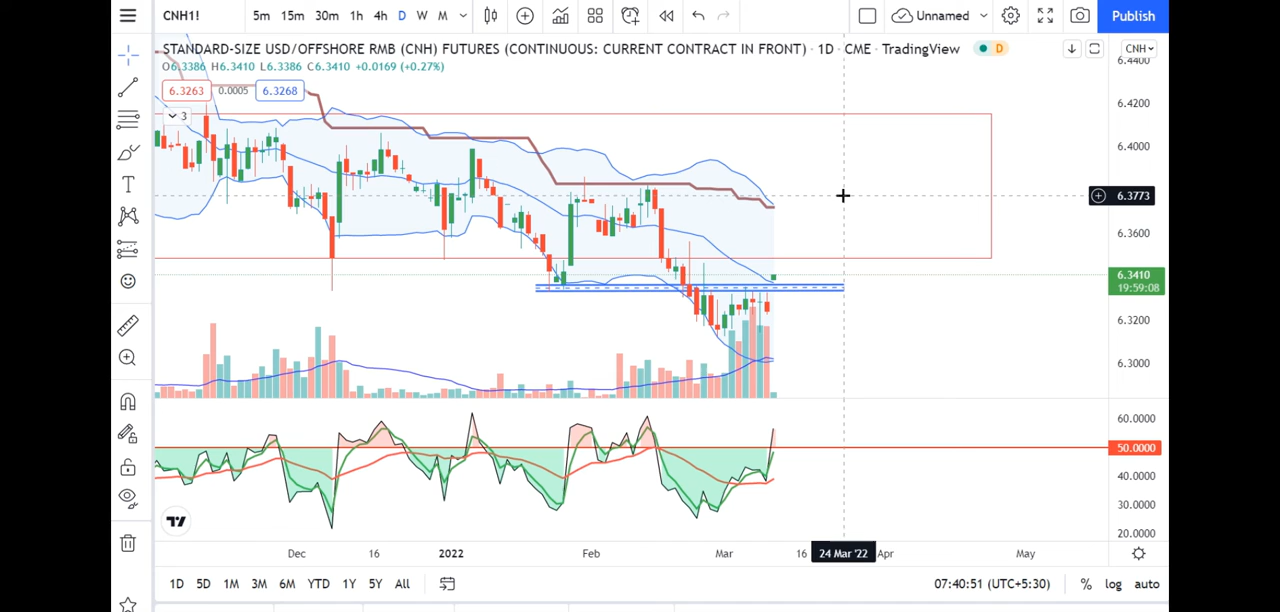 CNH1! 5m 15m 30m 1h 4h D W M Unnamed Publish
STANDARD-SIZE USD/OFFSHORE RMB (CNH) FUTURES (CONTINUOUS: CURRENT CONTRACT IN FRONT) · 1D · CME · TradingView D CNH
O6.3386 H6.3410 L6.3386 C6.3410 +0.0169 (+0.27%)
6.3263 0.0005 6.3268
3
6.4400
6.4200
6.4000
6.3773
6.3600
6.3410
19:59:08
6.3200
6.3000
60.0000
50.0000
40.0000
30.0000
20.0000
Dec 16 2022 Feb Mar 16 24 Mar '22 Apr May
1D 5D 1M 3M 6M YTD 1Y 5Y All 07:40:51 (UTC+5:30) % log auto